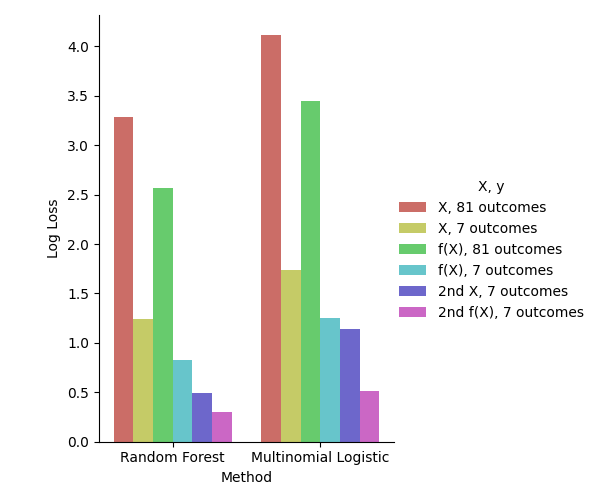 4.0
3.5
3.0
2.5
2.0
1.5
1.0
0.5
0.0
Log Loss
Random Forest
Multinomial Logistic
Method
X, y
X, 81 outcomes
X, 7 outcomes
f(X), 81 outcomes
f(X), 7 outcomes
2nd X, 7 outcomes
2nd f(X), 7 outcomes